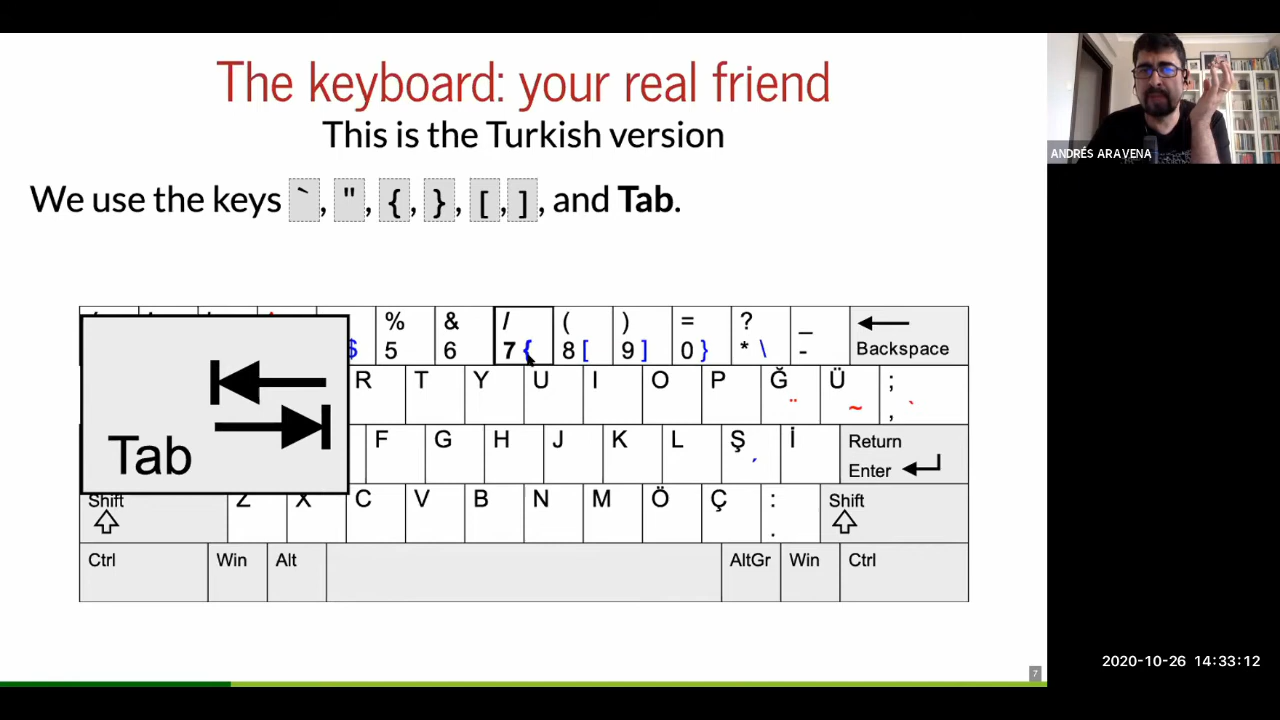 The keyboard: your real friend
This is the Turkish version
We use the keys `, ", {, }, [, ], and Tab.
ANDRÉS ARAVENA
$ % 5 & 6 / 7 { ( 8 [ ) 9 ] = 0 } ? * \ _ - Backspace
Tab R T Y U I O P Ğ ¨ Ü ~ ; , `
F G H J K L Ş ´ İ Return Enter
Shift Z X C V B N M Ö Ç : . Shift
Ctrl Win Alt AltGr Win Ctrl
7
2020-10-26 14:33:12